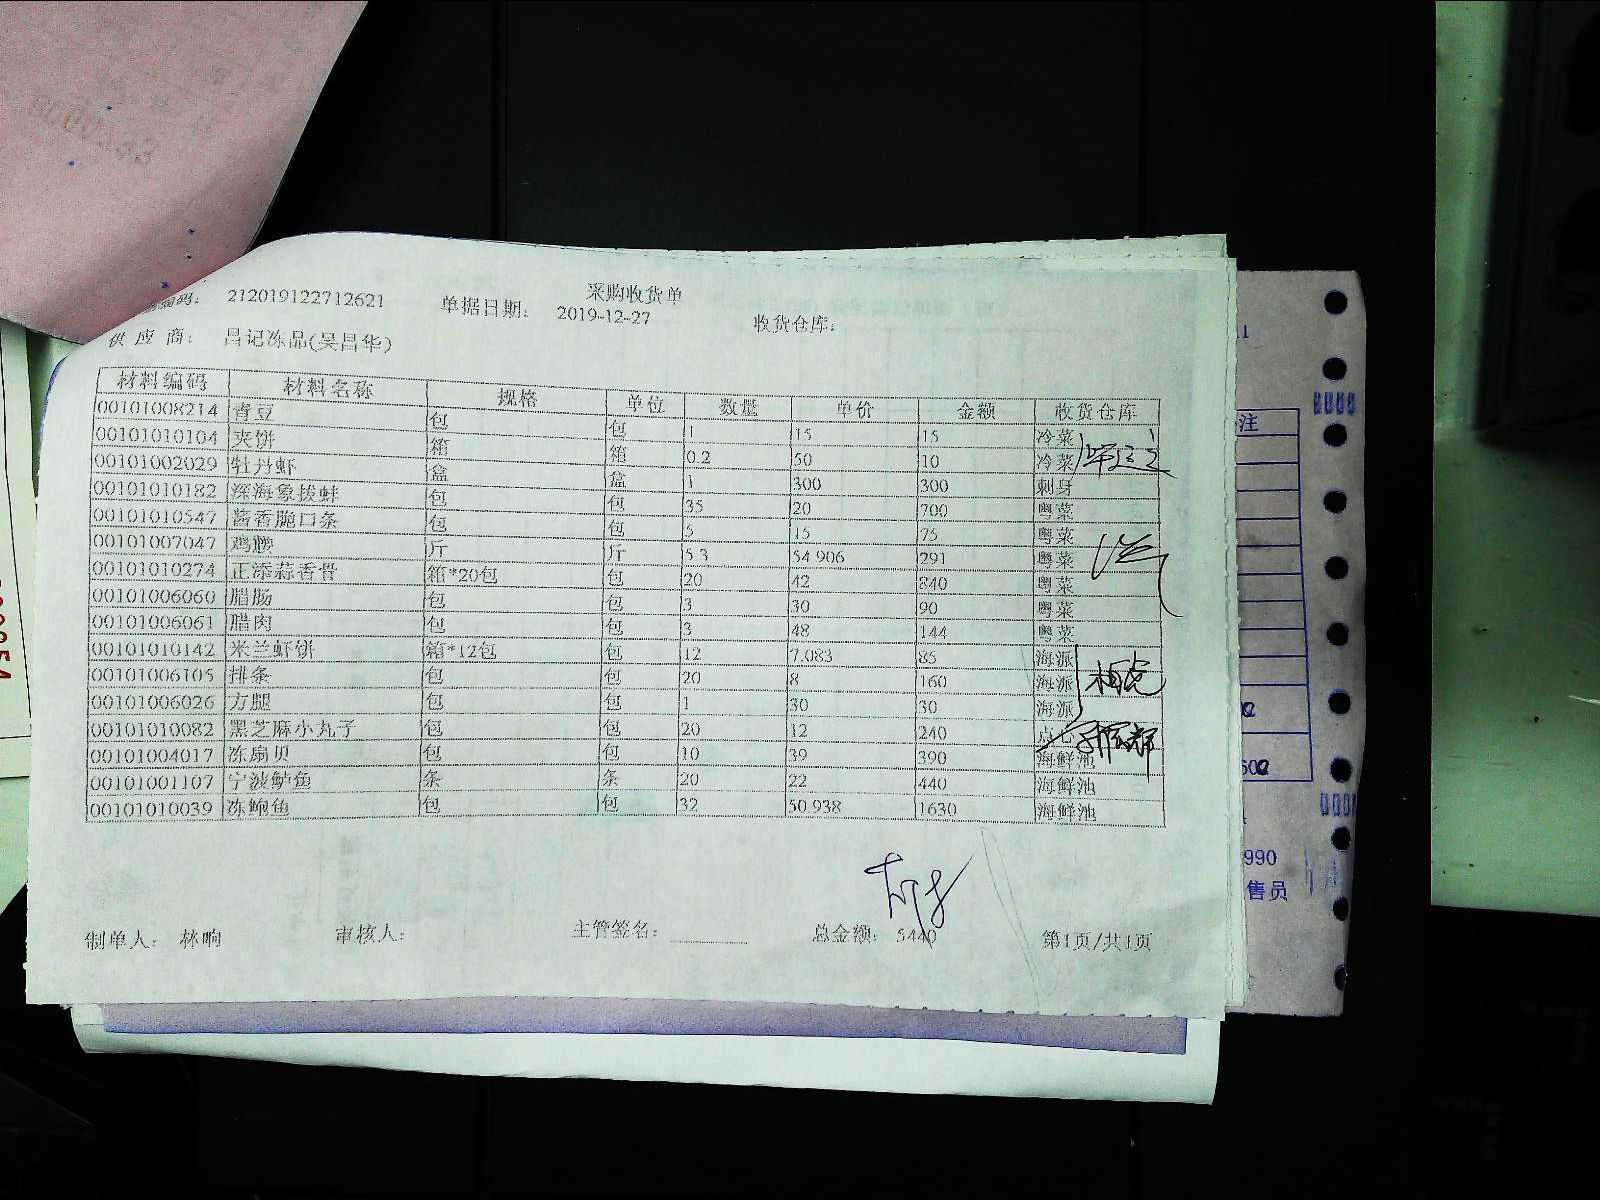 采购收货单
编码： 212019122712621 单据日期： 2019-12-27 收货仓库：
供 应 商： 昌记冻品(吴昌华)
材料编码 材料名称 规格 单位 数量 单价 金额 收货仓库
00101008214 青豆 包 包 1 15 15 冷菜
00101010104 夹饼 箱 箱 0.2 50 10 冷菜
00101002029 牡丹虾 盒 盒 1 300 300 刺身
00101010182 深海象拔蚌 包 包 35 20 700 粤菜
00101010547 酱香脆口条 包 包 5 15 75 粤菜
00101007047 鸡腰 斤 斤 5.3 54.906 291 粤菜
00101010274 正添蒜香骨 箱*20包 包 20 42 840 粤菜
00101006060 腊肠 包 包 3 30 90 粤菜
00101006061 腊肉 包 包 3 48 144 粤菜
00101010142 米兰虾饼 箱*12包 包 12 7.083 85 海派
00101006105 排条 包 包 20 8 160 海派
00101006026 方腿 包 包 1 30 30 海派
00101010082 黑芝麻小丸子 包 包 20 12 240 点心
00101004017 冻扇贝 包 包 10 39 390 海鲜池
00101001107 宁波鲈鱼 条 条 20 22 440 海鲜池
00101010039 冻鲍鱼 包 包 32 50.938 1630 海鲜池
制单人： 林晌 审核人： 主管签名： 总金额： 5440 第1页/共1页
注
990
售员